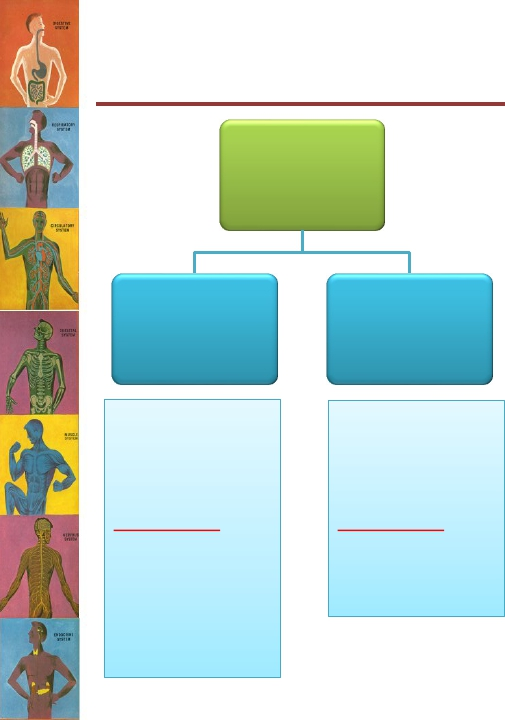 DIGESTIVE
SYSTEM
RESPIRATORY
SYSTEM
CIRCULATORY
SYSTEM
SKELETAL
SYSTEM
MUSCLE
SYSTEM
NERVOUS
SYSTEM
ENDOCRINE
SYSTEM